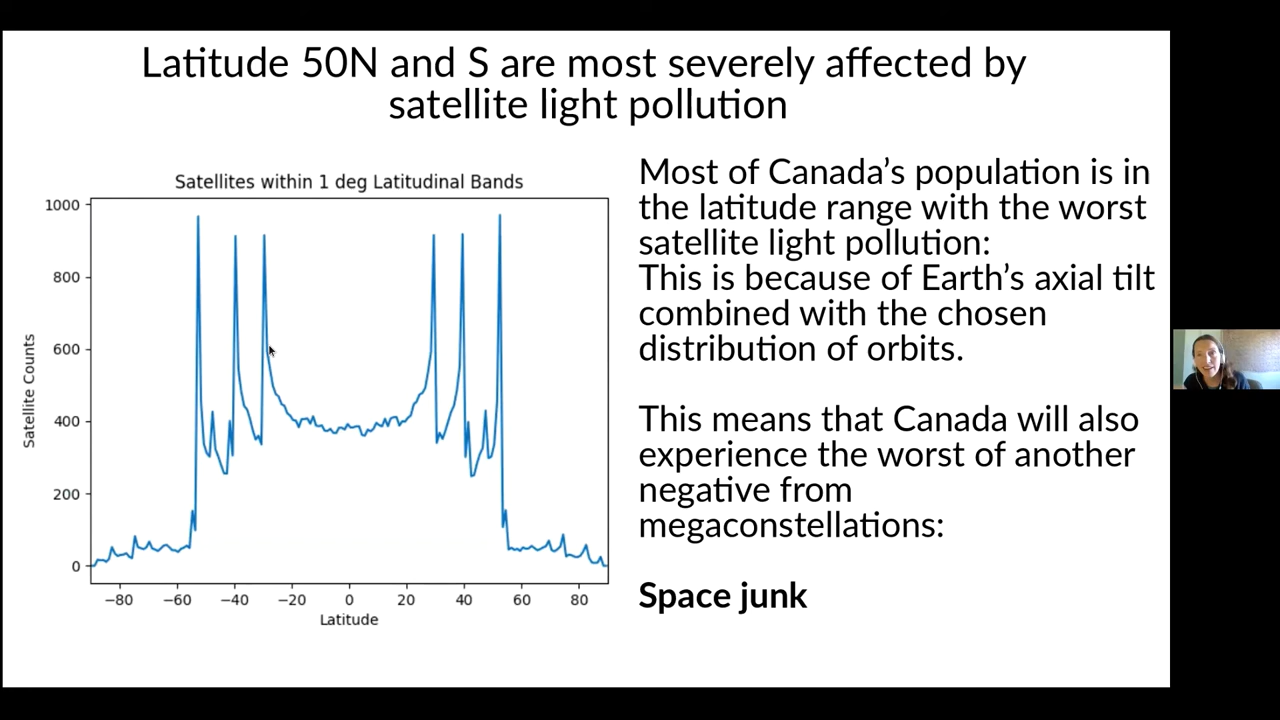 Latitude 50N and S are most severely affected by
satellite light pollution
Satellites within 1 deg Latitudinal Bands
1000
800
600
400
200
0
Satellite Counts
−80 −60 −40 −20 0 20 40 60 80
Latitude
Most of Canada’s population is in
the latitude range with the worst
satellite light pollution:
This is because of Earth’s axial tilt
combined with the chosen
distribution of orbits.
This means that Canada will also
experience the worst of another
negative from
megaconstellations:
Space junk